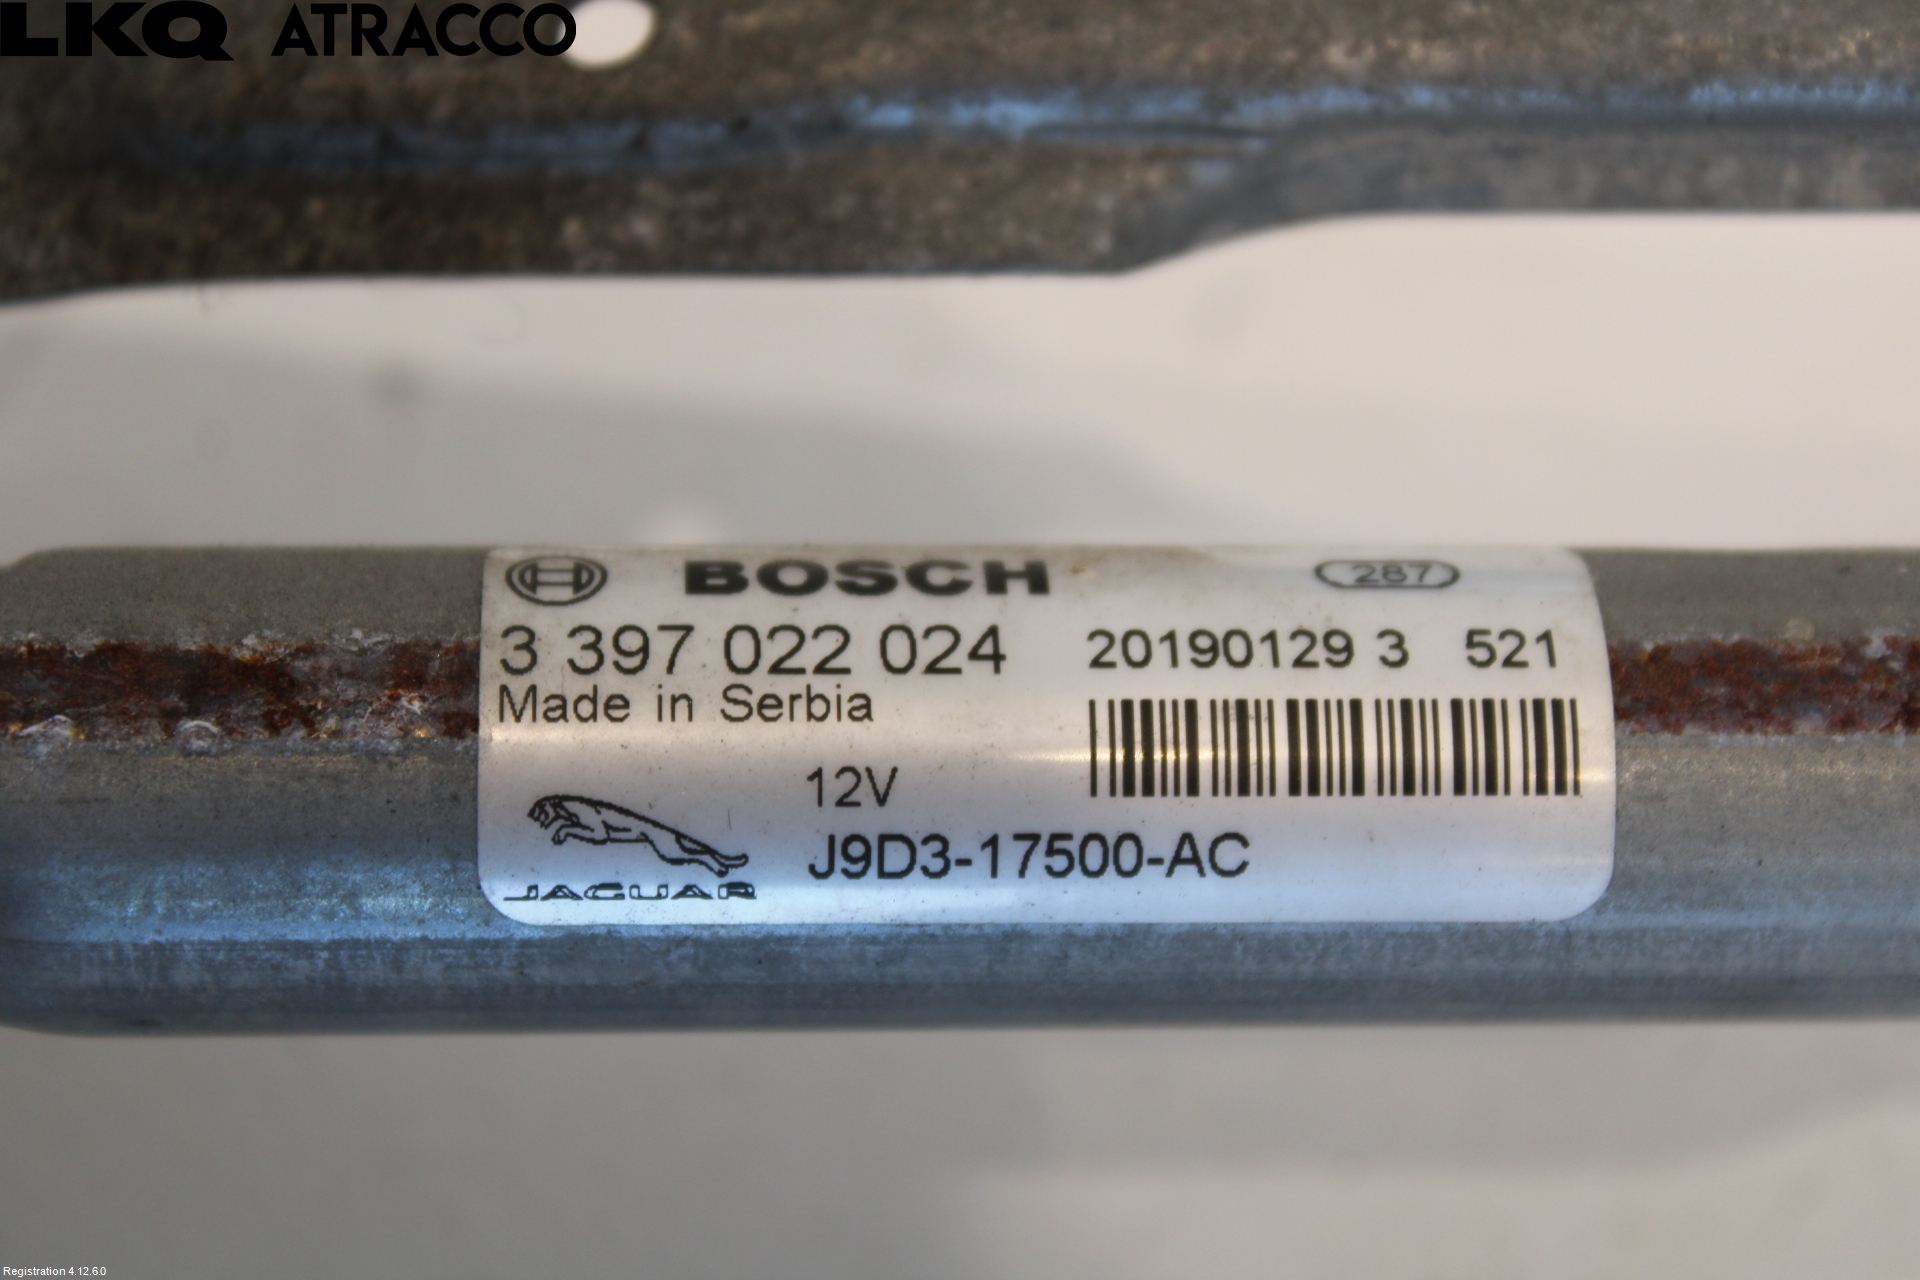 LKQ ATRACCO
BOSCH 287
3 397 022 024 20190129 3 521
Made in Serbia
12V
J9D3-17500-AC
JAGUAR
Registration 4.12.6.0